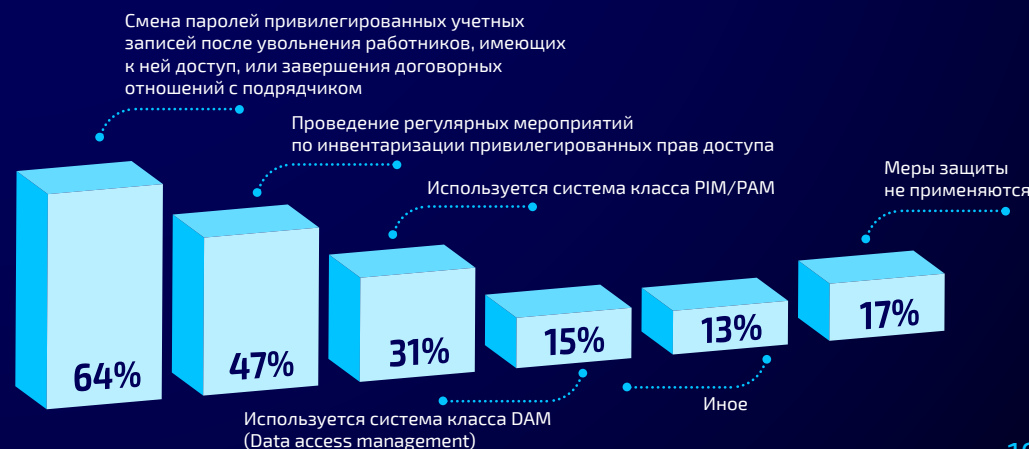 Смена паролей привилегированных учетных
записей после увольнения работников, имеющих
к ней доступ, или завершения договорных
отношений с подрядчиком
Проведение регулярных мероприятий
по инвентаризации привилегированных прав доступа
Используется система класса PIM/PAM
Меры защиты
не применяются
64%
47%
31%
15%
13%
17%
Используется система класса DAM
(Data access management)
Иное